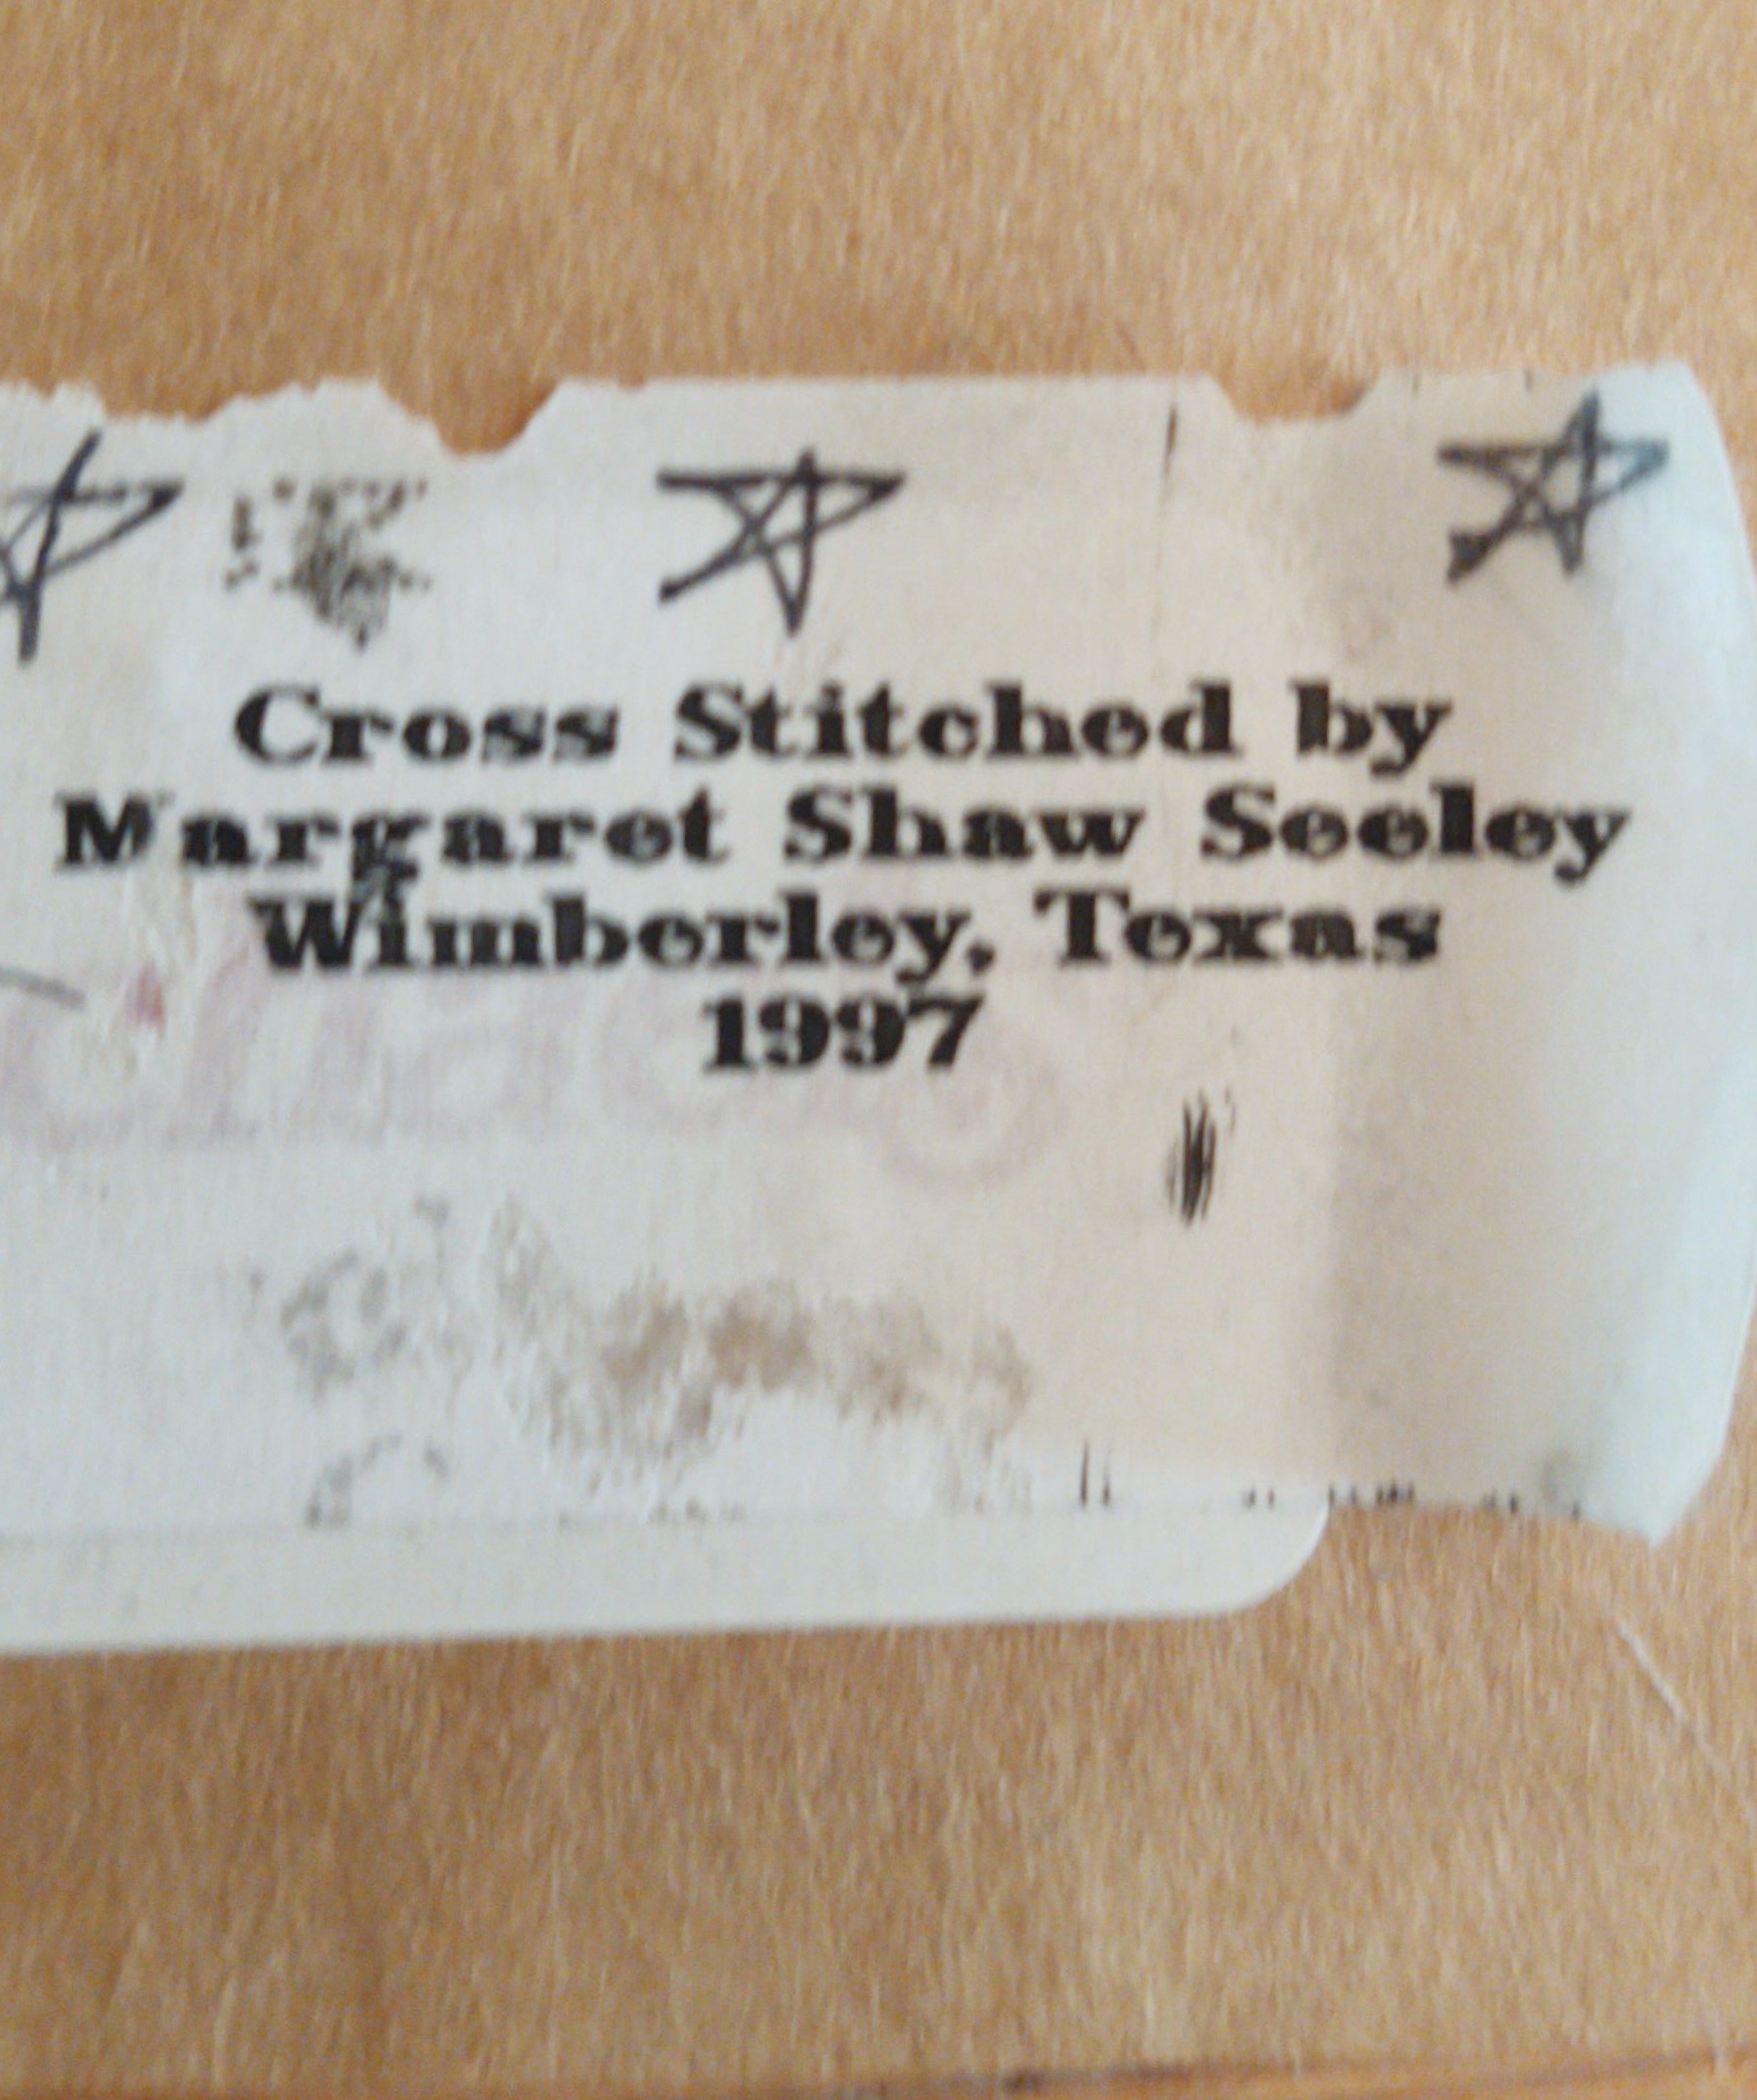 Cross Stitched by
Margaret Shaw Seeley
Wimberley, Texas
1997